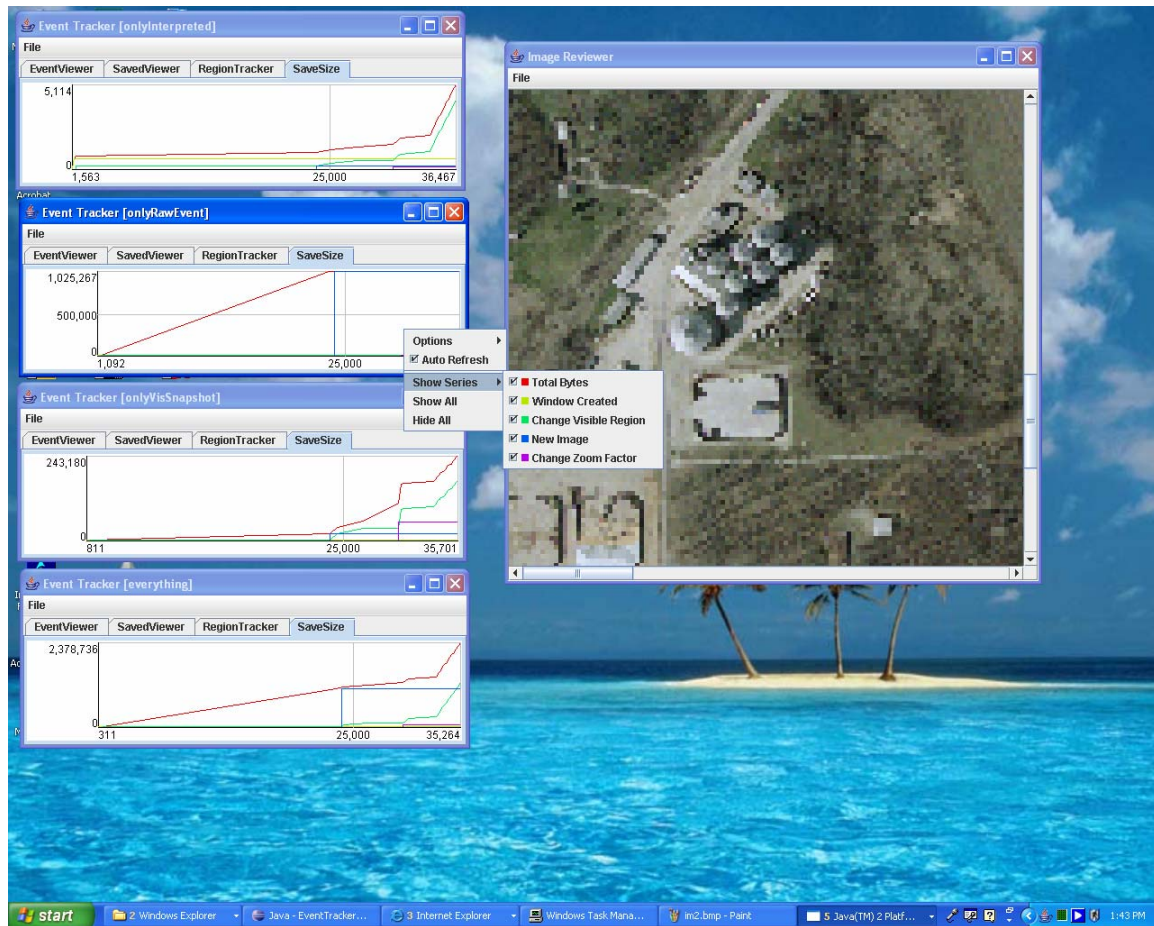 Event Tracker [onlyInterpreted]
File
EventViewer SavedViewer RegionTracker SaveSize
5,114
0
1,563 25,000 36,467
Acrobat
Event Tracker [onlyRawEvent]
File
EventViewer SavedViewer RegionTracker SaveSize
1,025,267
500,000
0
1,092 25,000
Event Tracker [onlyVisSnapshot]
File
EventViewer SavedViewer RegionTracker SaveSize
243,180
0
811 25,000 35,701
Event Tracker [everything]
File
EventViewer SavedViewer RegionTracker SaveSize
2,378,736
0
311 25,000 35,264
Image Reviewer
File
Options
Auto Refresh
Show Series
Show All
Hide All
Total Bytes
Window Created
Change Visible Region
New Image
Change Zoom Factor
start 2 Windows Explorer Java - EventTracker... 3 Internet Explorer Windows Task Mana... im2.bmp - Paint 5 Java(TM) 2 Platf... 1:43 PM